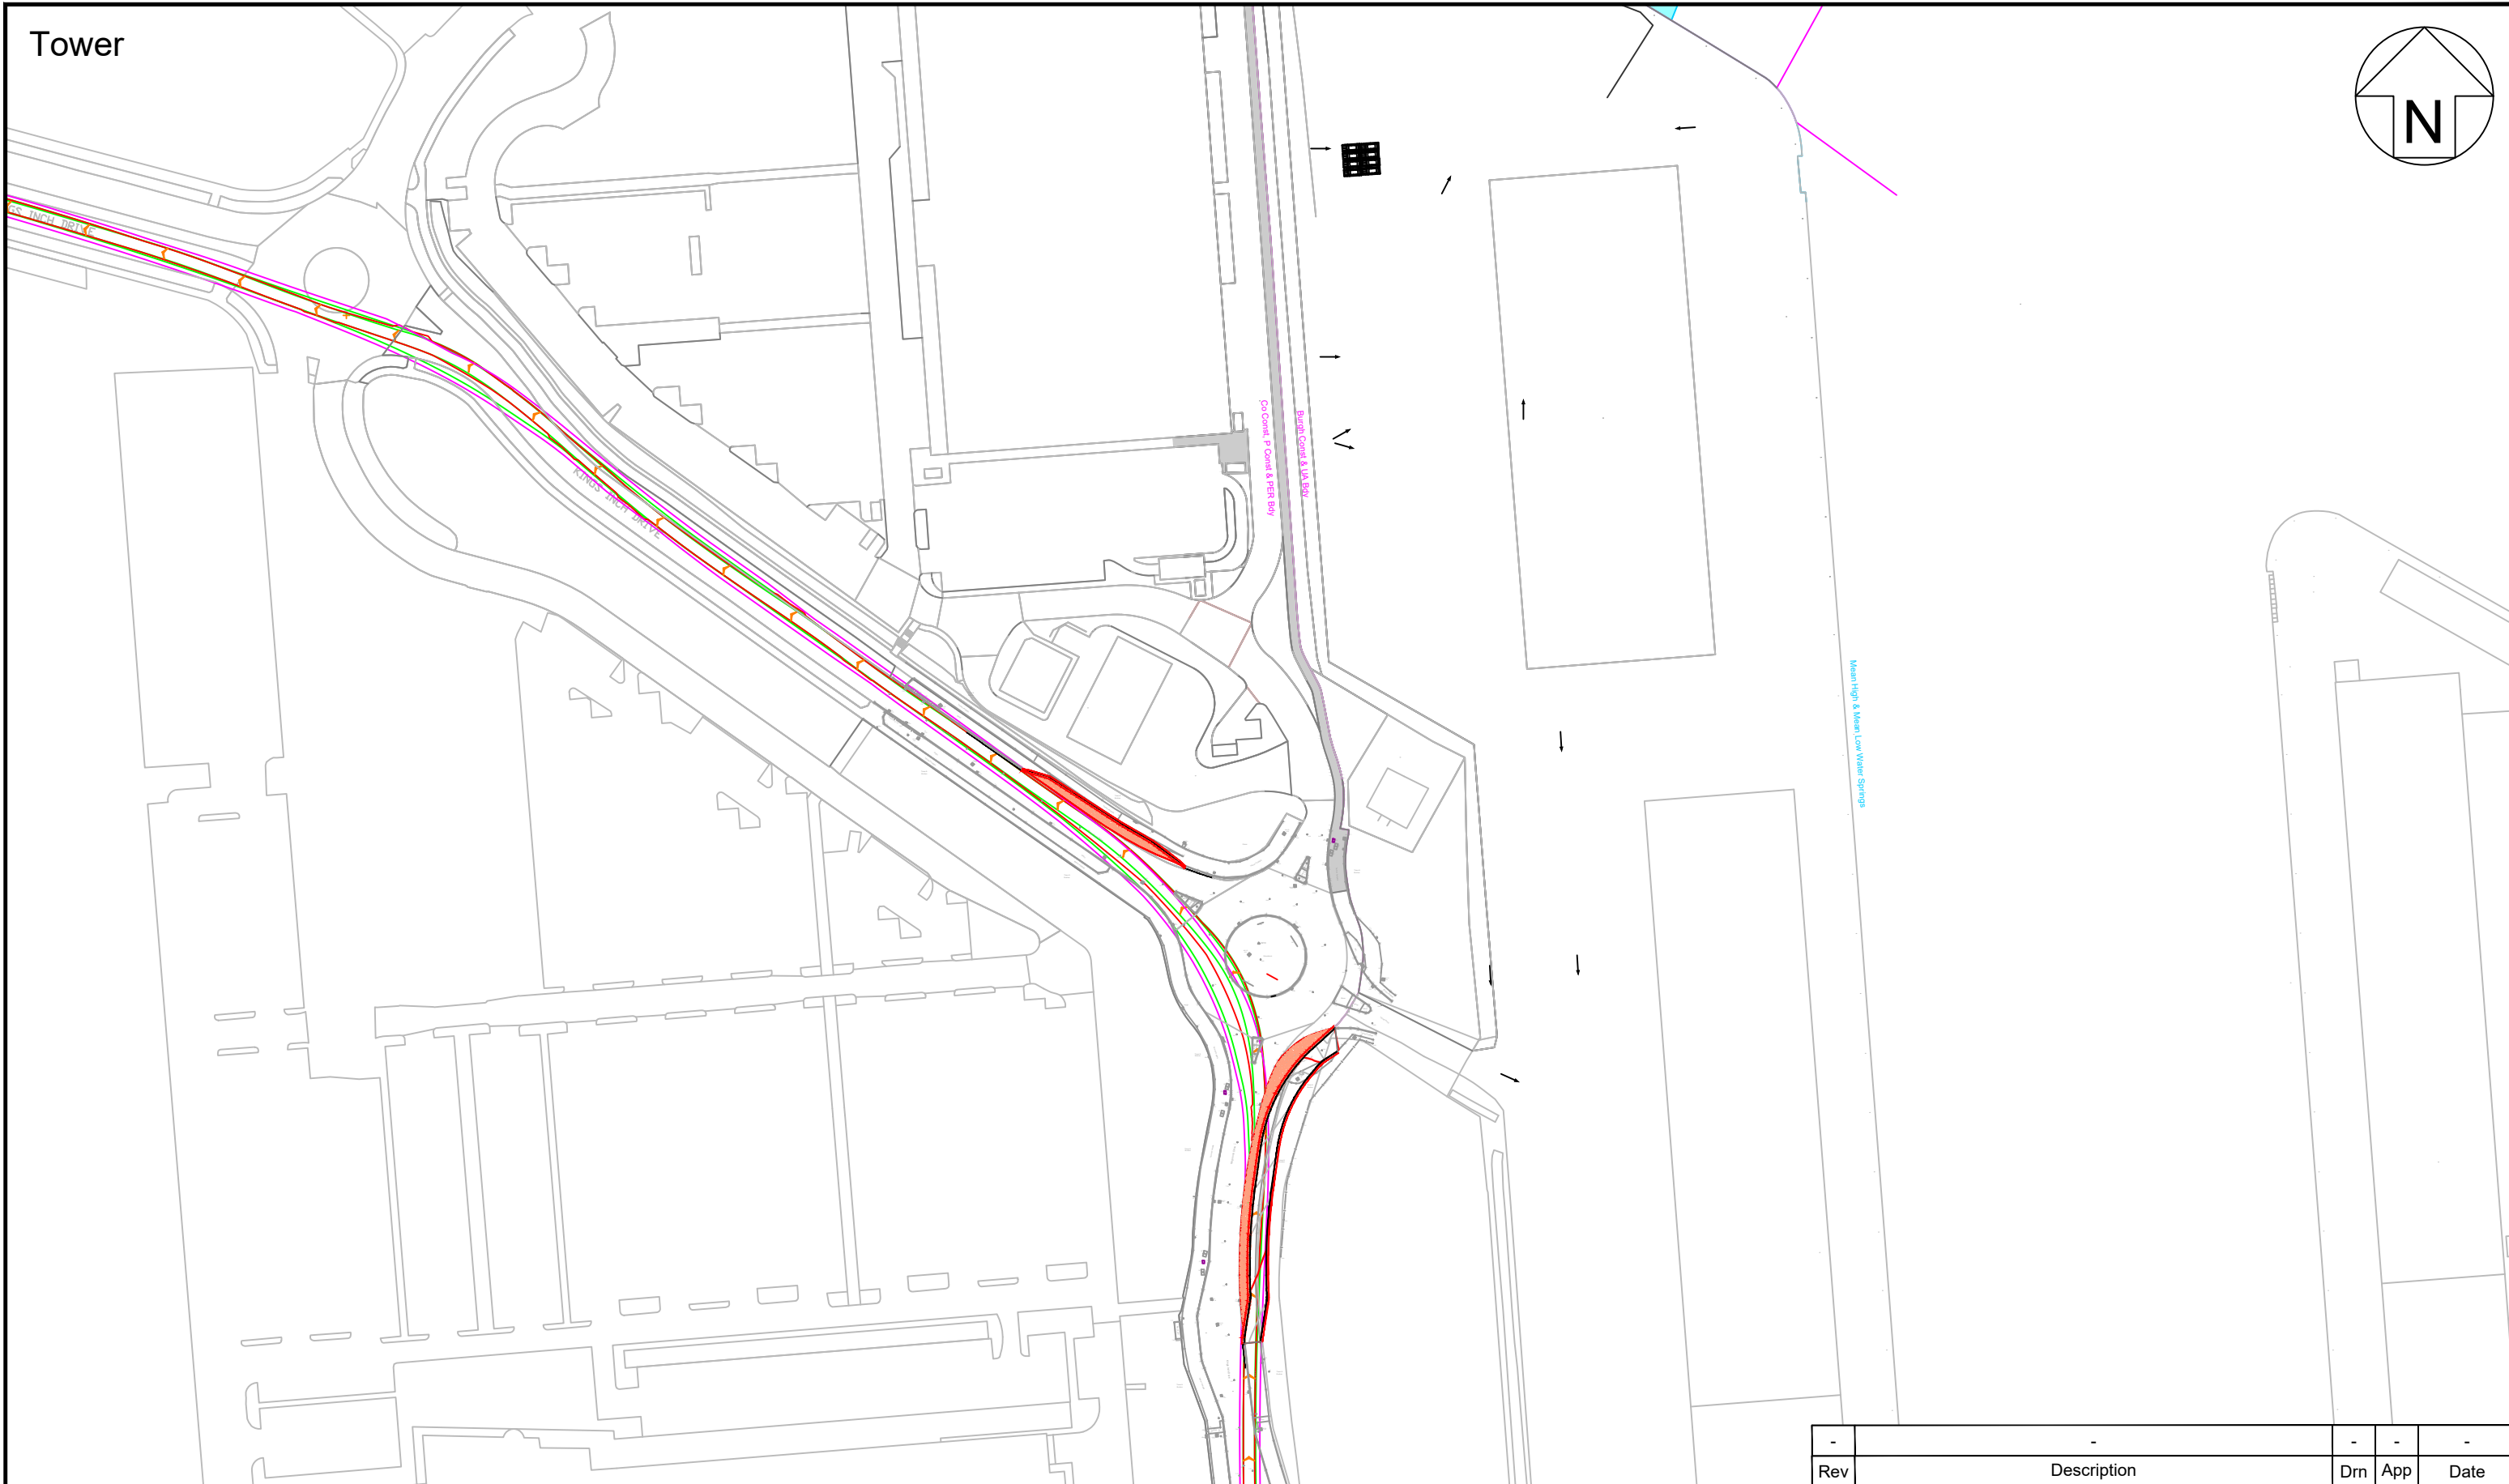 Tower
N
GS INCH DRIVE
KINGS INCH DRIVE
Co Const, P Const & PER Bdy
Burgh Const & UA Bdy
Mean High & Mean Low Water Springs
- - - - -
Rev Description Drn App Date